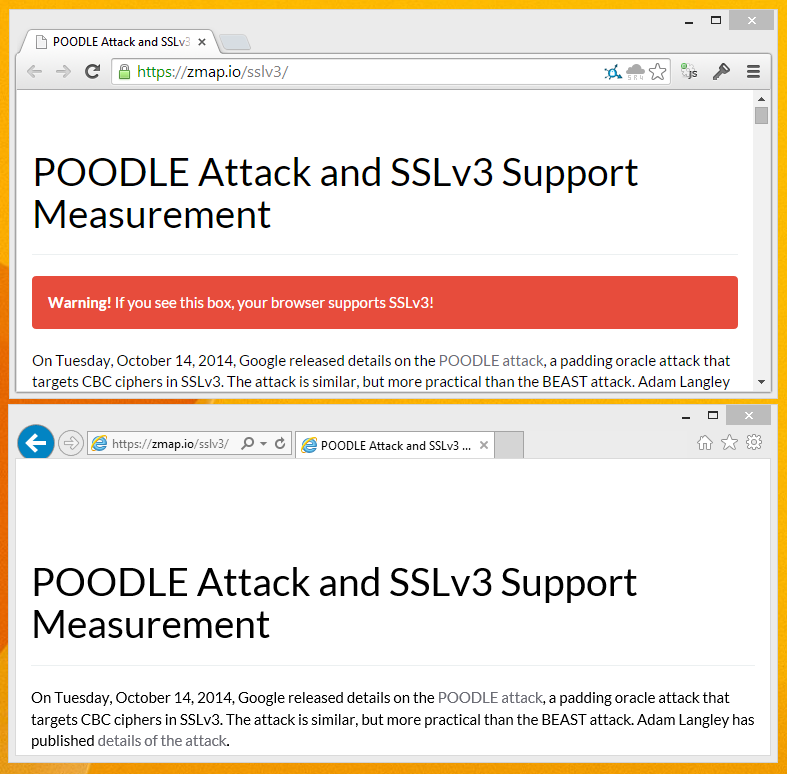 POODLE Attack and SSLv3
https://zmap.io/sslv3/
JS
POODLE Attack and SSLv3 Support
Measurement
Warning! If you see this box, your browser supports SSLv3!
On Tuesday, October 14, 2014, Google released details on the POODLE attack, a padding oracle attack that
targets CBC ciphers in SSLv3. The attack is similar, but more practical than the BEAST attack. Adam Langley
https://zmap.io/sslv3/
POODLE Attack and SSLv3 ...
POODLE Attack and SSLv3 Support
Measurement
On Tuesday, October 14, 2014, Google released details on the POODLE attack, a padding oracle attack that
targets CBC ciphers in SSLv3. The attack is similar, but more practical than the BEAST attack. Adam Langley has
published details of the attack.